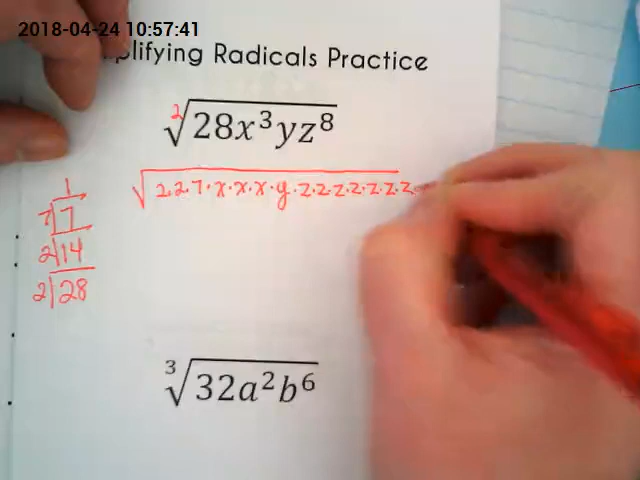 2018-04-24 10:57:41
plifying Radicals Practice
²√28x³yz⁸
√2·2·7·x·x·x·y·z·z·z·z·z·z·z
1
7|7
2|14
2|28
³√32a²b⁶